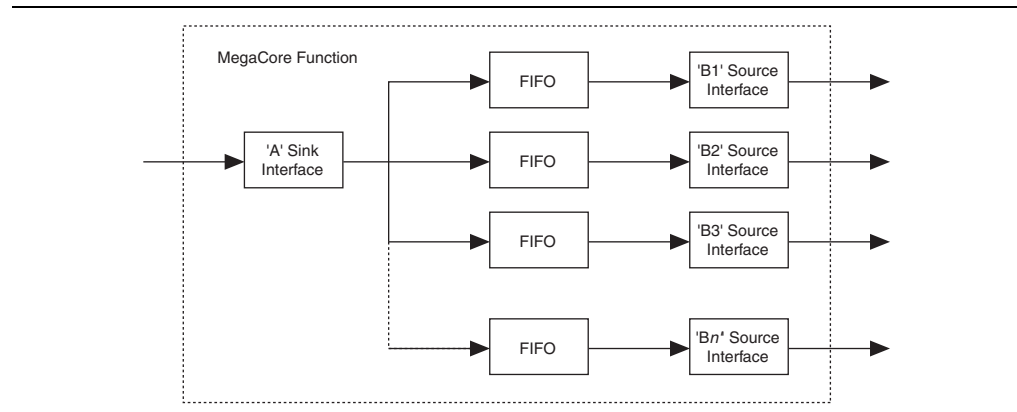 MegaCore Function
FIFO
'B1' Source
Interface
'A' Sink
Interface
FIFO
'B2' Source
Interface
FIFO
'B3' Source
Interface
FIFO
'Bn' Source
Interface